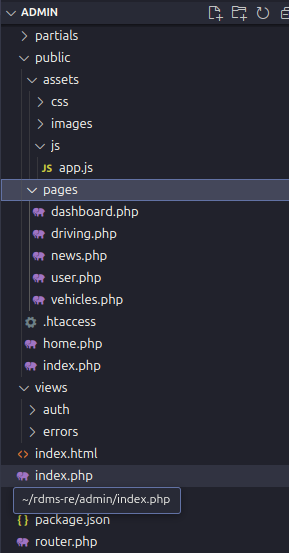 ADMIN
partials
public
assets
css
images
js
JS app.js
pages
dashboard.php
driving.php
news.php
user.php
vehicles.php
.htaccess
home.php
index.php
views
auth
errors
<> index.html
index.php
~/rdms-re/admin/index.php
{ } package.json
router.php